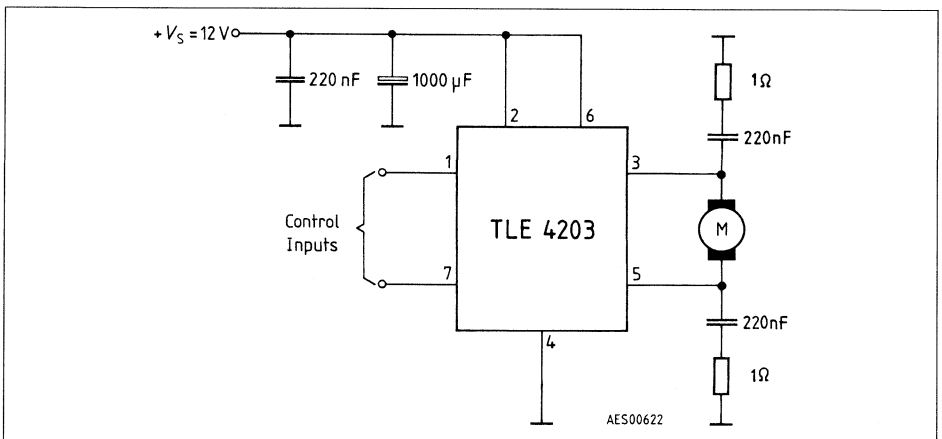 + V_S = 12 V
220 nF
1000 µF
2
6
1Ω
220nF
1
3
Control
Inputs
TLE 4203
M
7
5
4
220nF
1Ω
AES00622